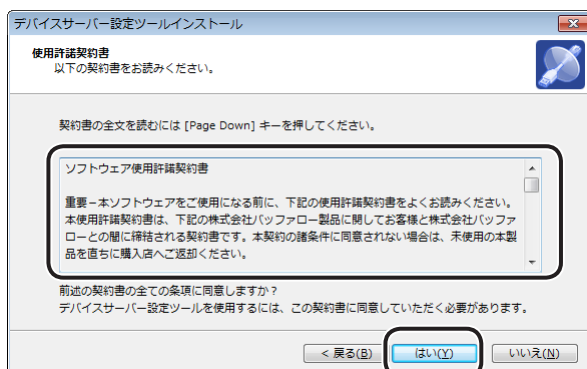 デバイスサーバー設定ツールインストール
使用許諾契約書
以下の契約書をお読みください。
契約書の全文を読むには [Page Down] キーを押してください。
ソフトウェア使用許諾契約書
重要－本ソフトウェアをご使用になる前に、下記の使用許諾契約書をよくお読みください。
本使用許諾契約書は、下記の株式会社バッファロー製品に関してお客様と株式会社バッファ
ローとの間に締結される契約書です。本契約の諸条件に同意されない場合は、未使用の本製
品を直ちに購入店へご返却ください。
前述の契約書の全ての条項に同意しますか？
デバイスサーバー設定ツールを使用するには、この契約書に同意していただく必要があります。
< 戻る(B) はい(Y) いいえ(N)